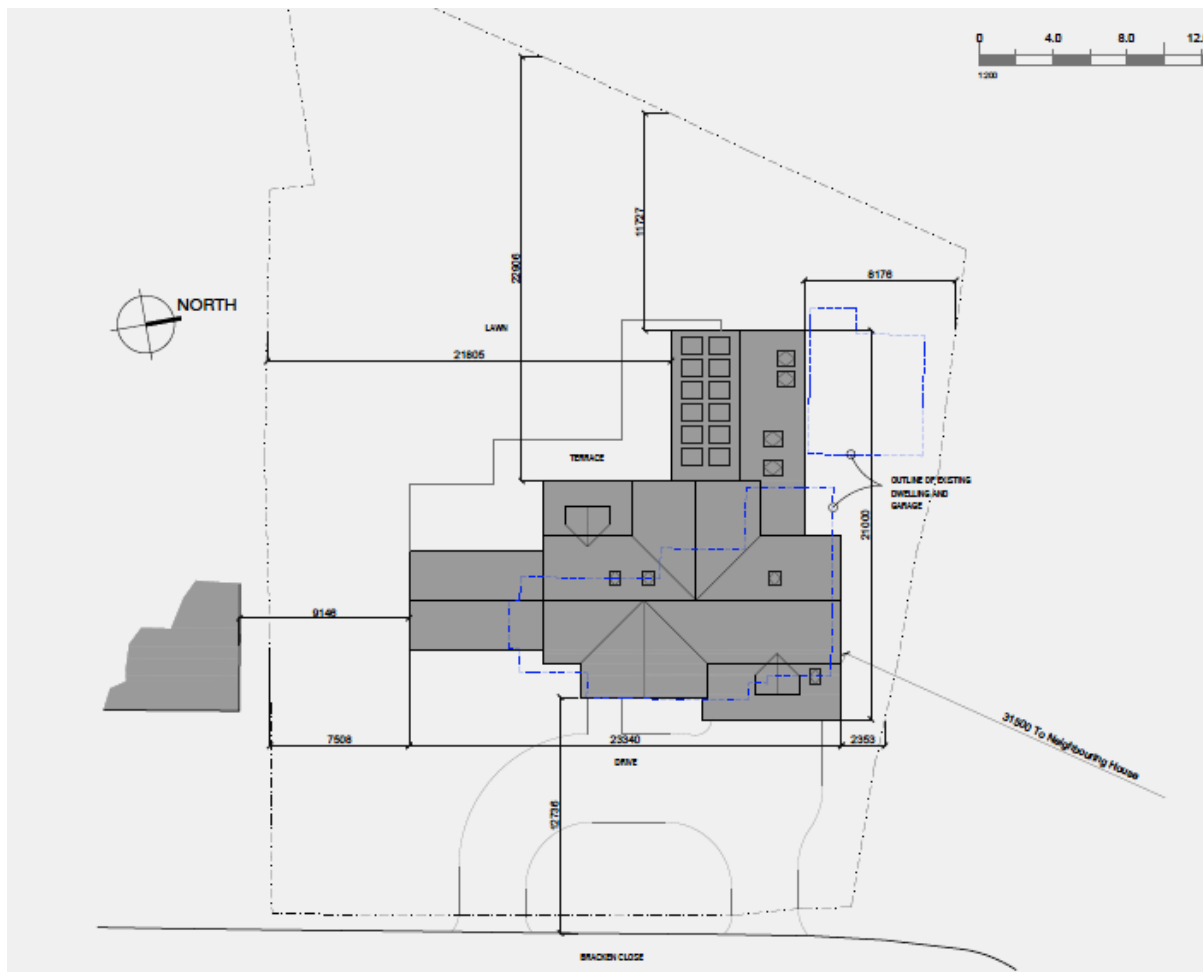 0 4.0 8.0 12.
1:200
11727
22906
8176
NORTH
LAWN
21805
TERRACE
OUTLINE OF EXISTING
DWELLING AND
GARAGE
21000
9146
31500 To Neighbouring House
7508 23340 2353
DRIVE
12736
BRACKEN CLOSE